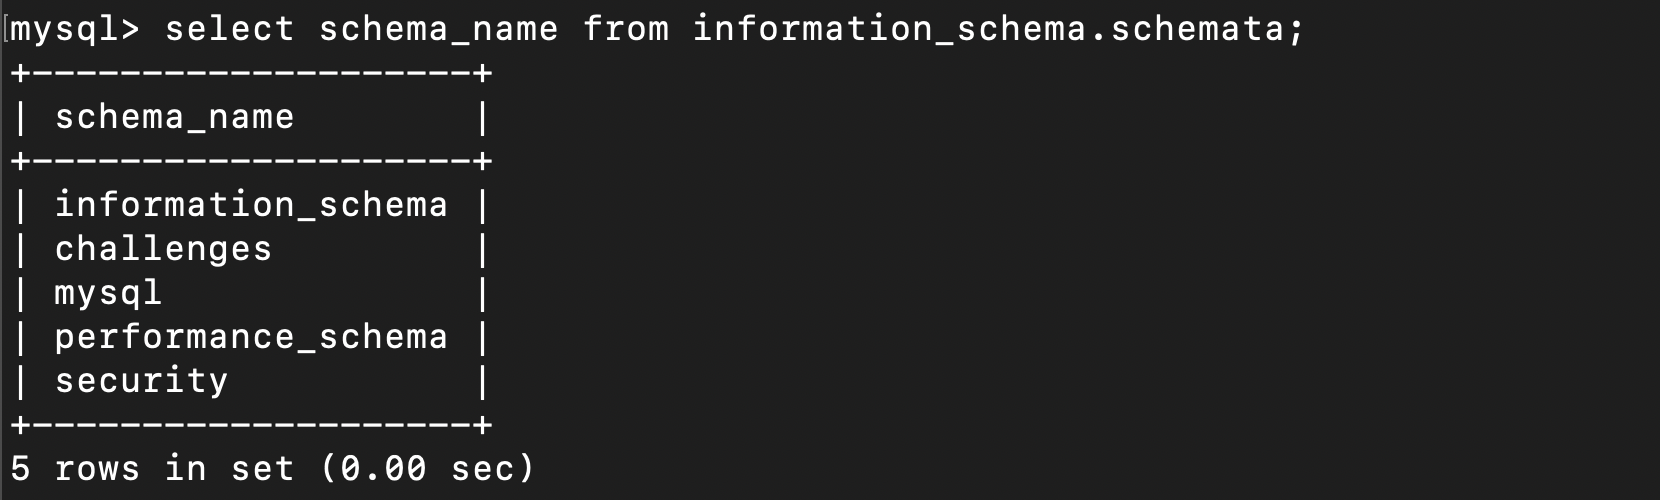 [mysql> select schema_name from information_schema.schemata;
+--------------------+
| schema_name        |
+--------------------+
| information_schema |
| challenges         |
| mysql              |
| performance_schema |
| security           |
+--------------------+
5 rows in set (0.00 sec)